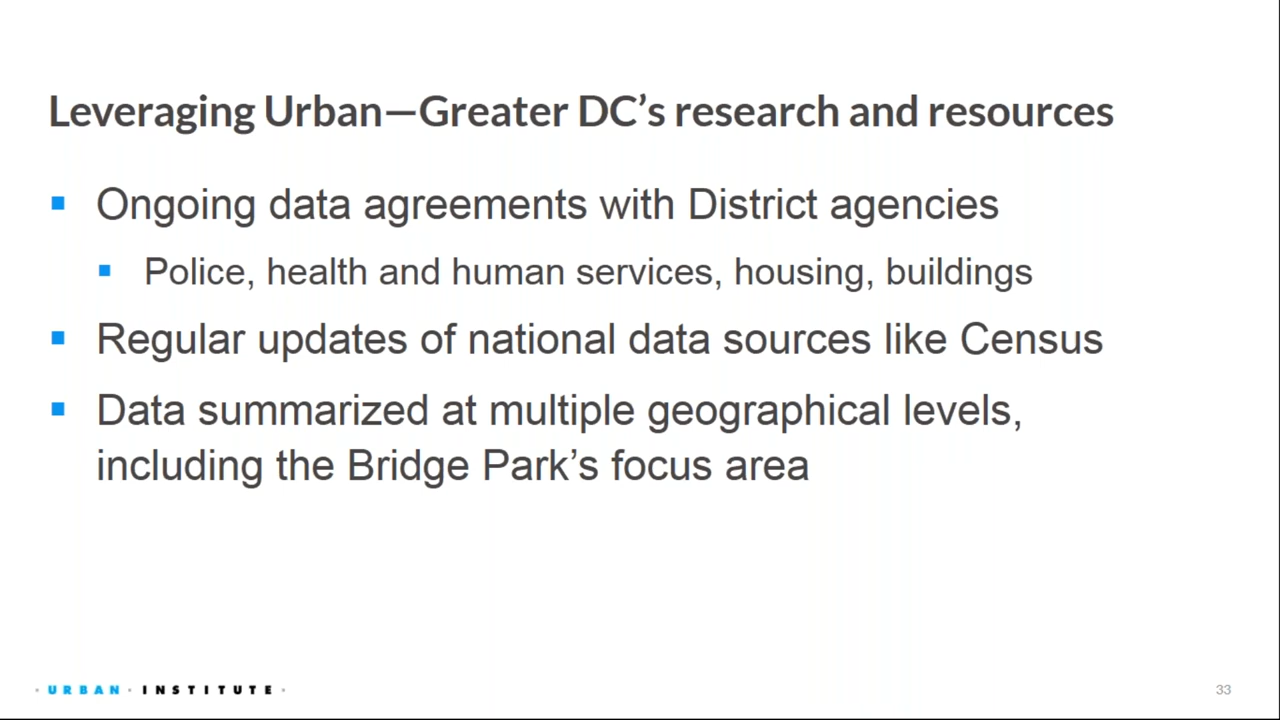 Leveraging Urban—Greater DC’s research and resources
Ongoing data agreements with District agencies
Police, health and human services, housing, buildings
Regular updates of national data sources like Census
Data summarized at multiple geographical levels,
including the Bridge Park’s focus area
· URBAN · INSTITUTE ·
33